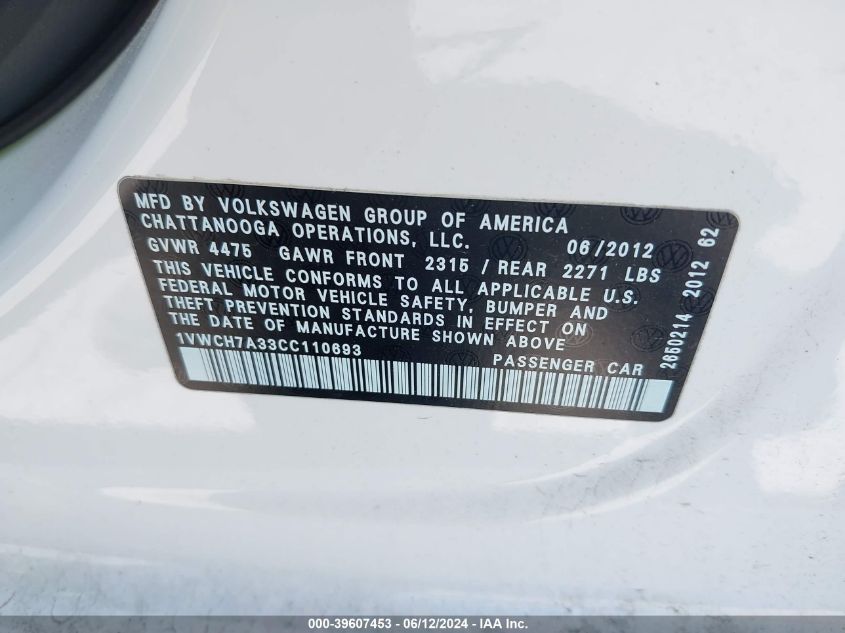 MFD BY VOLKSWAGEN GROUP OF AMERICA
CHATTANOOGA OPERATIONS, LLC. 06/2012
GVWR 4475 GAWR FRONT 2315 / REAR 2271 LBS
THIS VEHICLE CONFORMS TO ALL APPLICABLE U.S.
FEDERAL MOTOR VEHICLE SAFETY, BUMPER AND
THEFT PREVENTION STANDARDS IN EFFECT ON
THE DATE OF MANUFACTURE SHOWN ABOVE
1VWCH7A33CC110693 PASSENGER CAR
2660214 2012 62
000-39607453 - 06/12/2024 - IAA Inc.